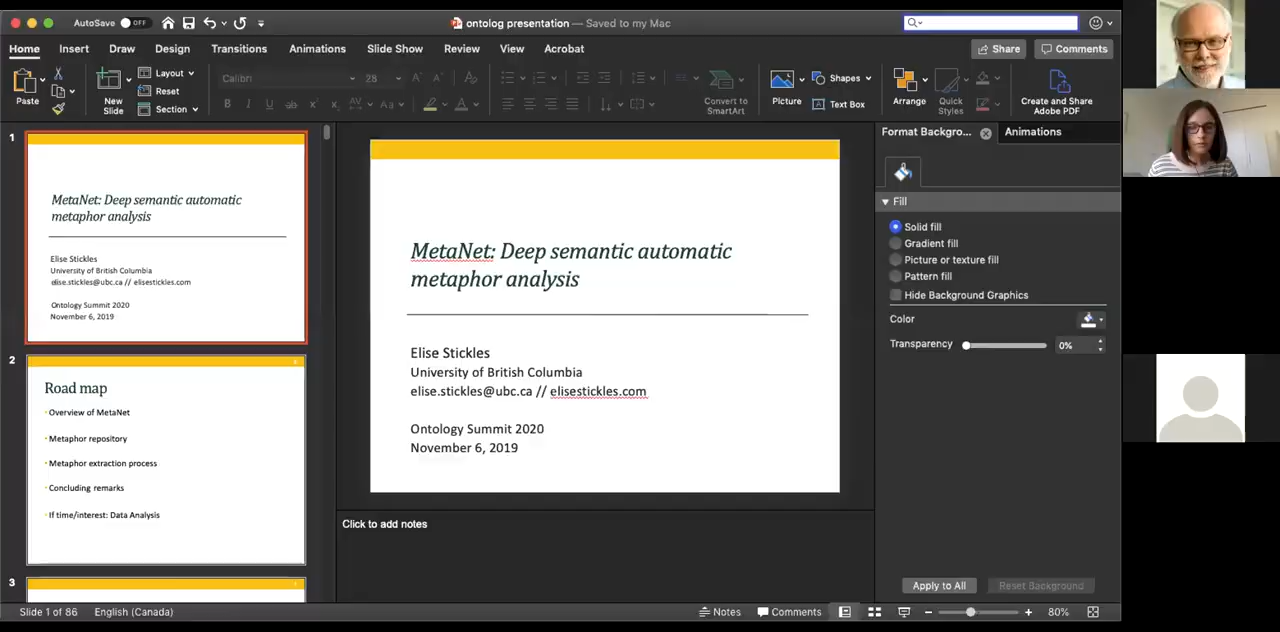 AutoSave OFF
ontolog presentation — Saved to my Mac
Home Insert Draw Design Transitions Animations Slide Show Review View Acrobat
Share Comments
Paste
New Slide
Layout
Reset
Section
Calibri 28
Convert to SmartArt
Picture
Shapes
Text Box
Arrange
Quick Styles
Create and Share Adobe PDF
1
MetaNet: Deep semantic automatic
metaphor analysis
Elise Stickles
University of British Columbia
elise.stickles@ubc.ca // elisestickles.com
Ontology Summit 2020
November 6, 2019
2
Road map
Overview of MetaNet
Metaphor repository
Metaphor extraction process
Concluding remarks
If time/interest: Data Analysis
3
MetaNet: Deep semantic automatic
metaphor analysis
Elise Stickles
University of British Columbia
elise.stickles@ubc.ca // elisestickles.com
Ontology Summit 2020
November 6, 2019
Click to add notes
Format Backgro... Animations
Fill
Solid fill
Gradient fill
Picture or texture fill
Pattern fill
Hide Background Graphics
Color
Transparency 0%
Apply to All Reset Background
Slide 1 of 86 English (Canada) Notes Comments 80%